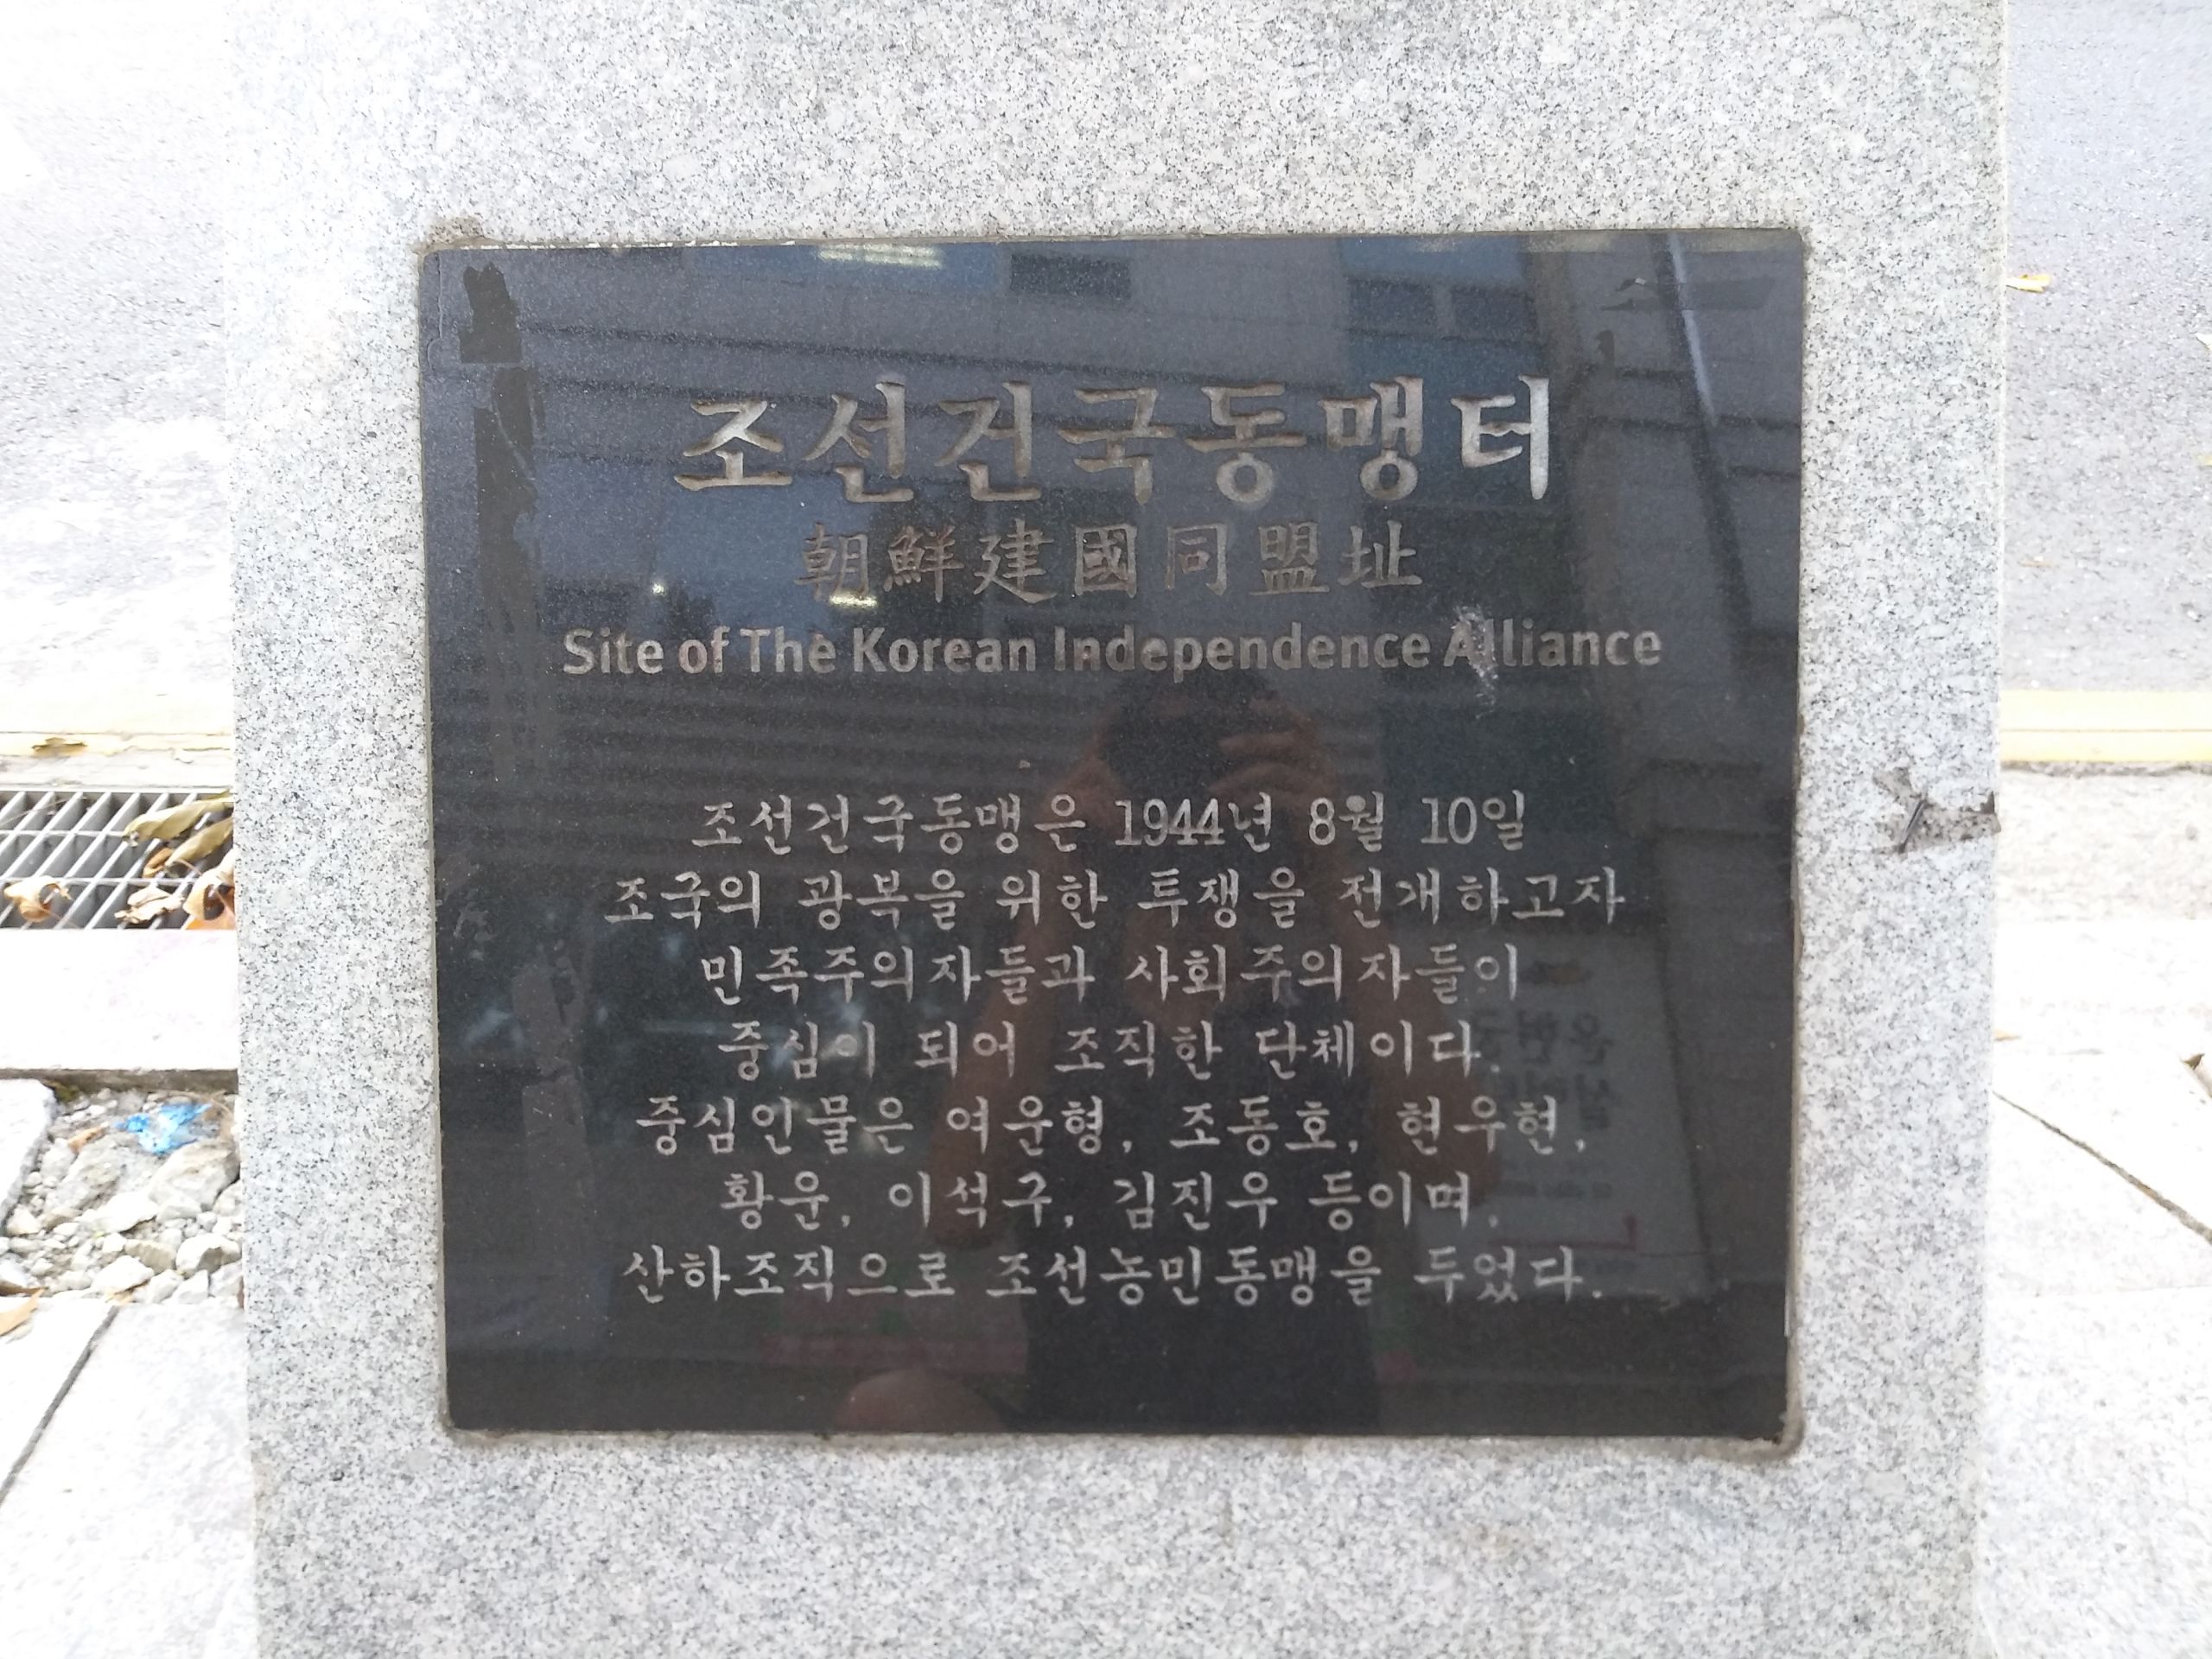 조선건국동맹터
朝鮮建國同盟址
Site of The Korean Independence Alliance
조선건국동맹은 1944년 8월 10일
조국의 광복을 위한 투쟁을 전개하고자
민족주의자들과 사회주의자들이
중심이 되어 조직한 단체이다.
중심인물은 여운형, 조동호, 현우현,
황운, 이석구, 김진우 등이며,
산하조직으로 조선농민동맹을 두었다.